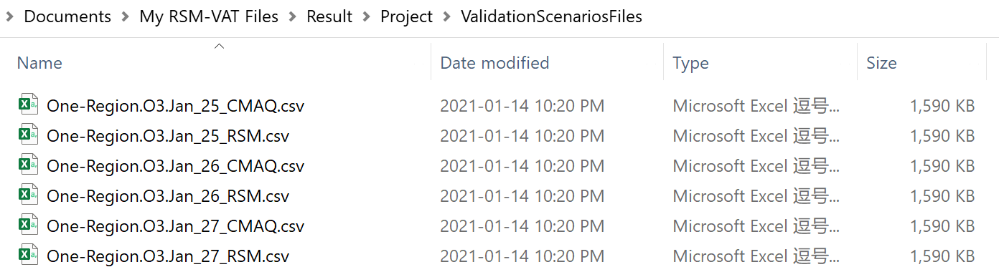 Documents > My RSM-VAT Files > Result > Project > ValidationScenariosFiles
Name Date modified Type Size
One-Region.O3.Jan_25_CMAQ.csv 2021-01-14 10:20 PM Microsoft Excel 逗号... 1,590 KB
One-Region.O3.Jan_25_RSM.csv 2021-01-14 10:20 PM Microsoft Excel 逗号... 1,590 KB
One-Region.O3.Jan_26_CMAQ.csv 2021-01-14 10:20 PM Microsoft Excel 逗号... 1,590 KB
One-Region.O3.Jan_26_RSM.csv 2021-01-14 10:20 PM Microsoft Excel 逗号... 1,590 KB
One-Region.O3.Jan_27_CMAQ.csv 2021-01-14 10:20 PM Microsoft Excel 逗号... 1,590 KB
One-Region.O3.Jan_27_RSM.csv 2021-01-14 10:20 PM Microsoft Excel 逗号... 1,590 KB